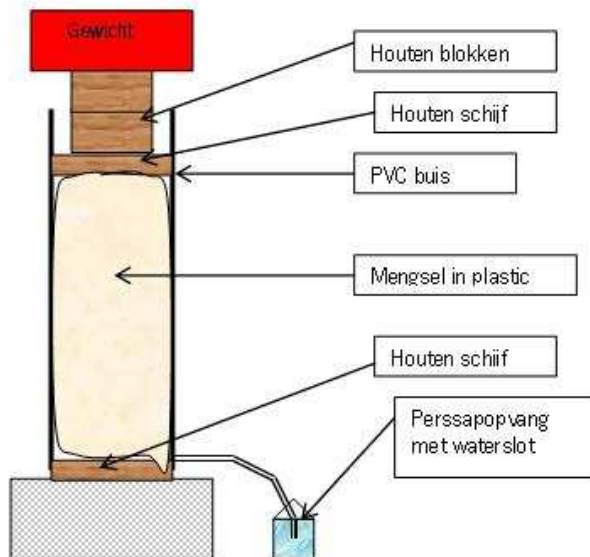 Gewicht
Houten blokken
Houten schijf
PVC buis
Mengsel in plastic
Houten schijf
Perssapopvang
met waterslot